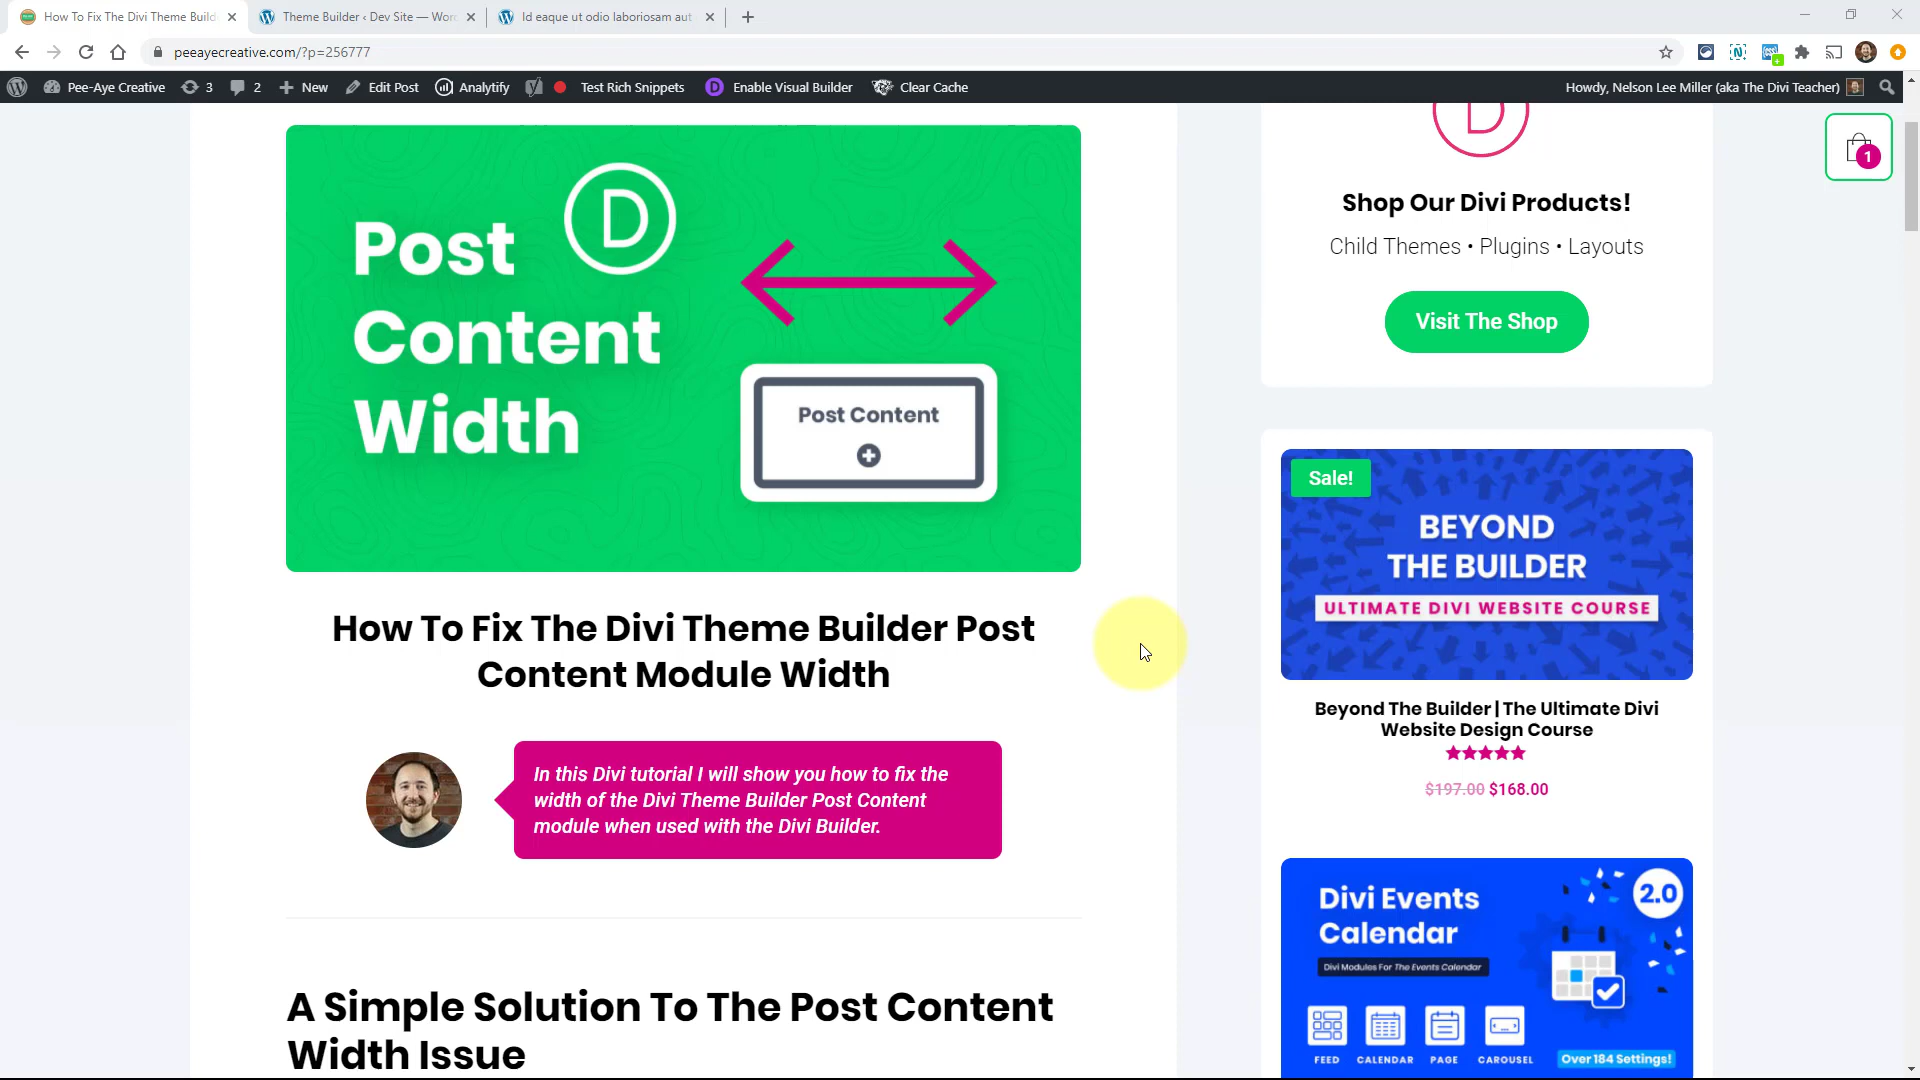 How To Fix The Divi Theme Build
Theme Builder ‹ Dev Site — Word
Id eaque ut odio laboriosam aut
peeayecreative.com/?p=256777
Pee-Aye Creative
3
2
New
Edit Post
Analytify
Test Rich Snippets
Enable Visual Builder
Clear Cache
Howdy, Nelson Lee Miller (aka The Divi Teacher)
1
Post
Content
Width
D
Post Content
How To Fix The Divi Theme Builder Post
Content Module Width
In this Divi tutorial I will show you how to fix the
width of the Divi Theme Builder Post Content
module when used with the Divi Builder.
A Simple Solution To The Post Content
Width Issue
Shop Our Divi Products!
Child Themes • Plugins • Layouts
Visit The Shop
Sale!
BEYOND
THE BUILDER
ULTIMATE DIVI WEBSITE COURSE
Beyond The Builder | The Ultimate Divi
Website Design Course
$197.00 $168.00
Divi Events
Calendar
2.0
Divi Modules For The Events Calendar
FEED CALENDAR PAGE CAROUSEL
Over 184 Settings!